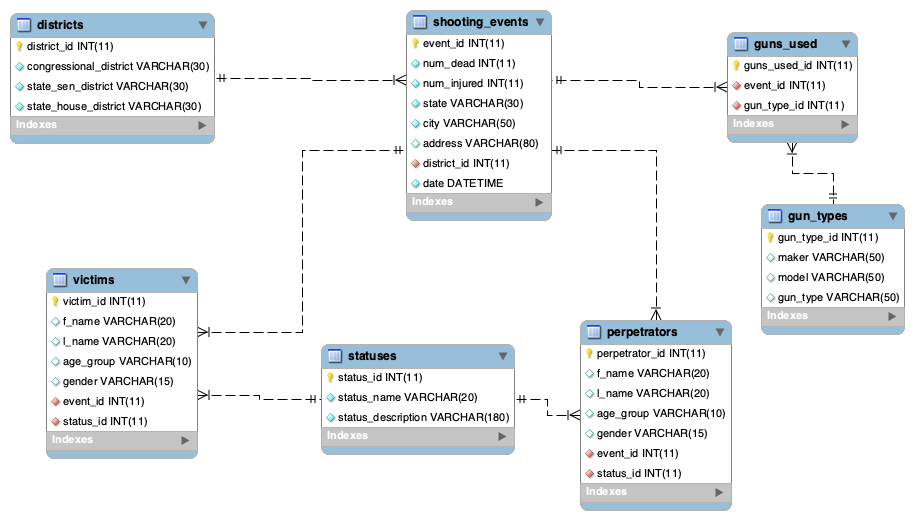 districts
district_id INT(11)
congressional_district VARCHAR(30)
state_sen_district VARCHAR(30)
state_house_district VARCHAR(30)
Indexes
shooting_events
event_id INT(11)
num_dead INT(11)
num_injured INT(11)
state VARCHAR(30)
city VARCHAR(50)
address VARCHAR(80)
district_id INT(11)
date DATETIME
Indexes
guns_used
guns_used_id INT(11)
event_id INT(11)
gun_type_id INT(11)
Indexes
gun_types
gun_type_id INT(11)
maker VARCHAR(50)
model VARCHAR(50)
gun_type VARCHAR(50)
Indexes
victims
victim_id INT(11)
f_name VARCHAR(20)
l_name VARCHAR(20)
age_group VARCHAR(10)
gender VARCHAR(15)
event_id INT(11)
status_id INT(11)
Indexes
statuses
status_id INT(11)
status_name VARCHAR(20)
status_description VARCHAR(180)
Indexes
perpetrators
perpetrator_id INT(11)
f_name VARCHAR(20)
l_name VARCHAR(20)
age_group VARCHAR(10)
gender VARCHAR(15)
event_id INT(11)
status_id INT(11)
Indexes